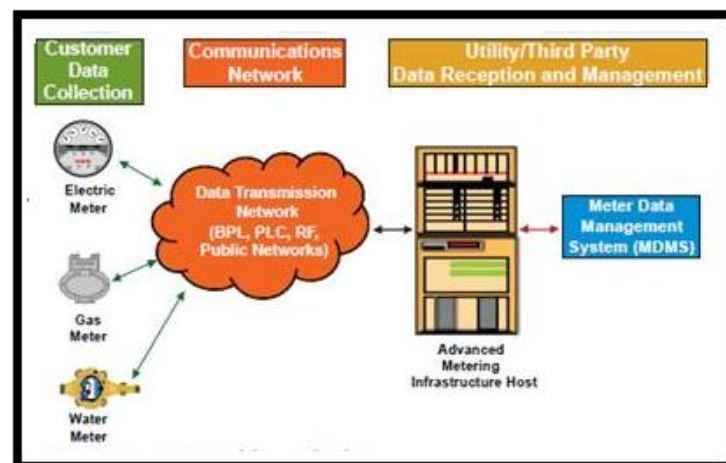 Customer
Data
Collection
Communications
Network
Utility/Third Party
Data Reception and Management
Electric
Meter
Gas
Meter
Water
Meter
Data Transmission
Network
(BPL, PLC, RF,
Public Networks)
Advanced
Metering
Infrastructure Host
Meter Data
Management
System (MDMS)